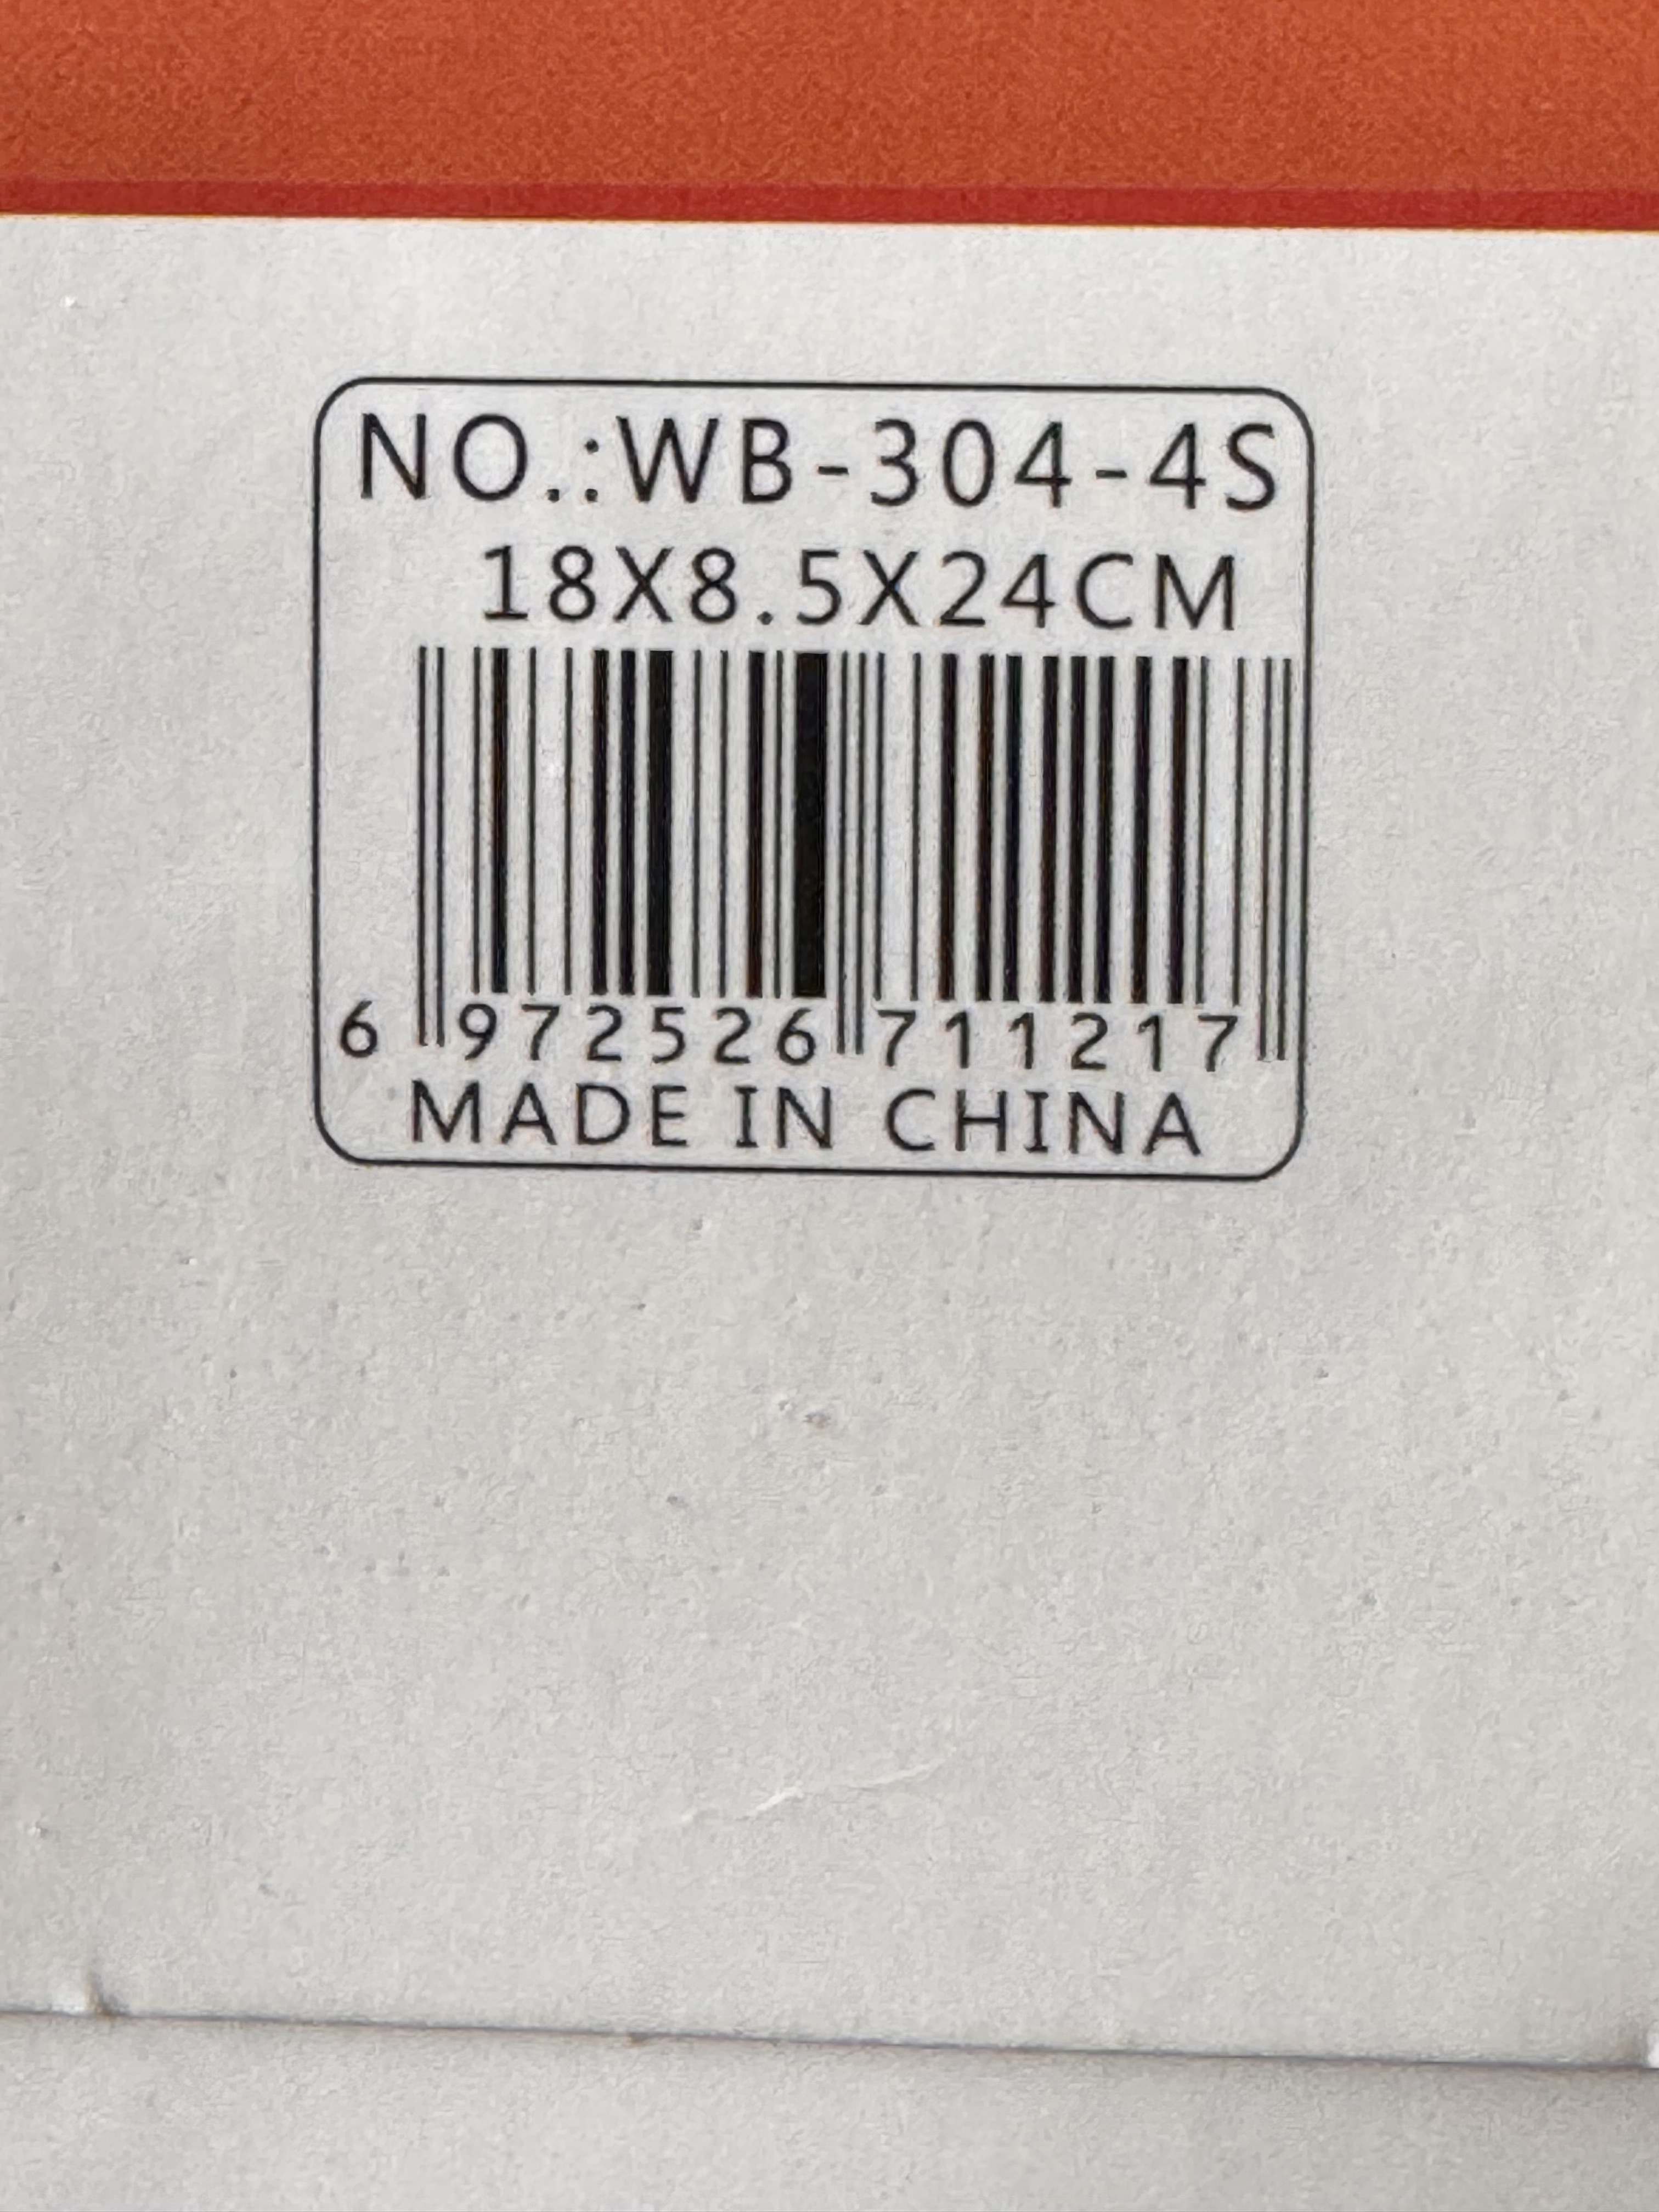 NO.:WB-304-4S
18X8.5X24CM
6 972526 711217
MADE IN CHINA